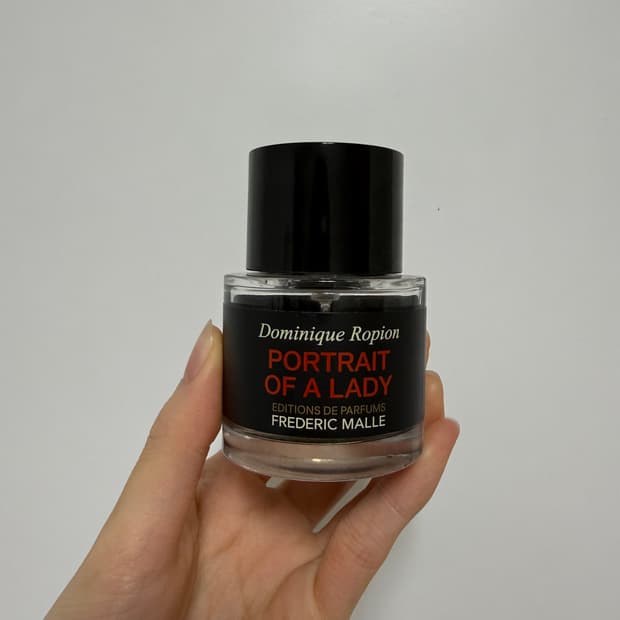 Dominique Ropion
PORTRAIT
OF A LADY
EDITIONS DE PARFUMS
FREDERIC MALLE